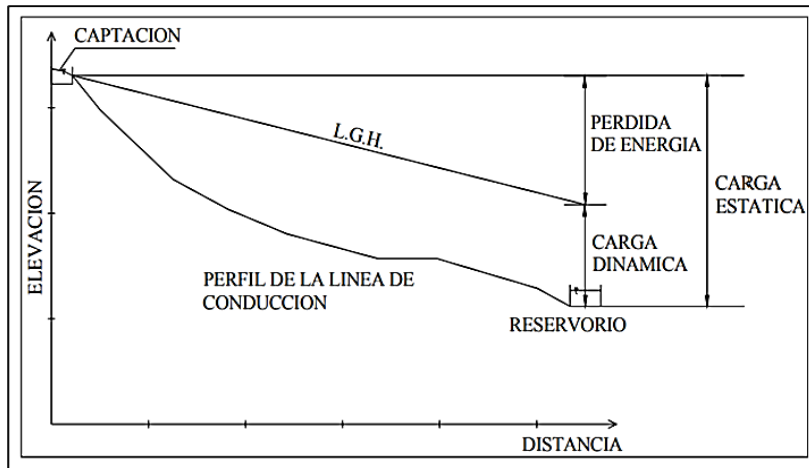 CAPTACION
L.G.H.
PERDIDA
DE ENERGIA
CARGA
ESTATICA
CARGA
DINAMICA
ELEVACION
PERFIL DE LA LINEA DE
CONDUCCION
RESERVORIO
DISTANCIA